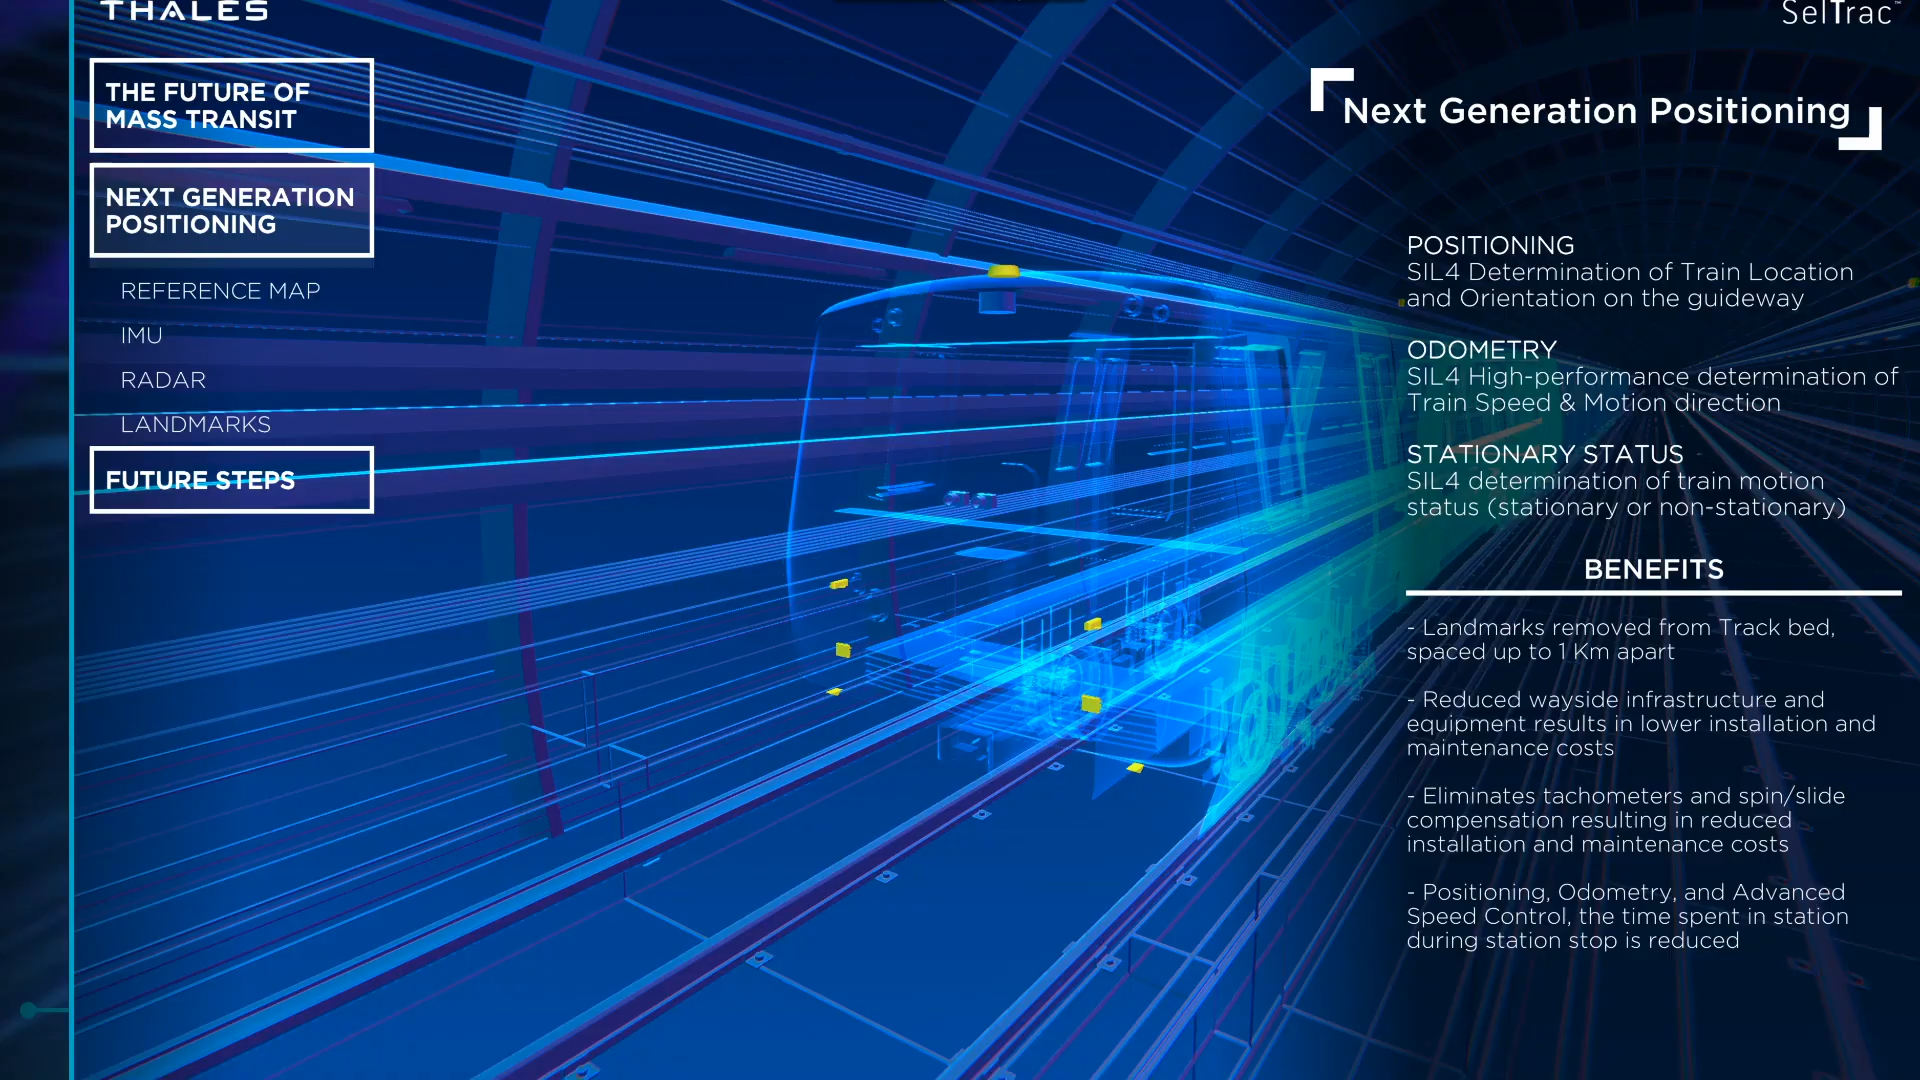 THALES
SelTrac™
THE FUTURE OF
MASS TRANSIT
NEXT GENERATION
POSITIONING
REFERENCE MAP
IMU
RADAR
LANDMARKS
FUTURE STEPS
Next Generation Positioning
POSITIONING
SIL4 Determination of Train Location
and Orientation on the guideway
ODOMETRY
SIL4 High-performance determination of
Train Speed & Motion direction
STATIONARY STATUS
SIL4 determination of train motion
status (stationary or non-stationary)
BENEFITS
- Landmarks removed from Track bed,
spaced up to 1 Km apart
- Reduced wayside infrastructure and
equipment results in lower installation and
maintenance costs
- Eliminates tachometers and spin/slide
compensation resulting in reduced
installation and maintenance costs
- Positioning, Odometry, and Advanced
Speed Control, the time spent in station
during station stop is reduced